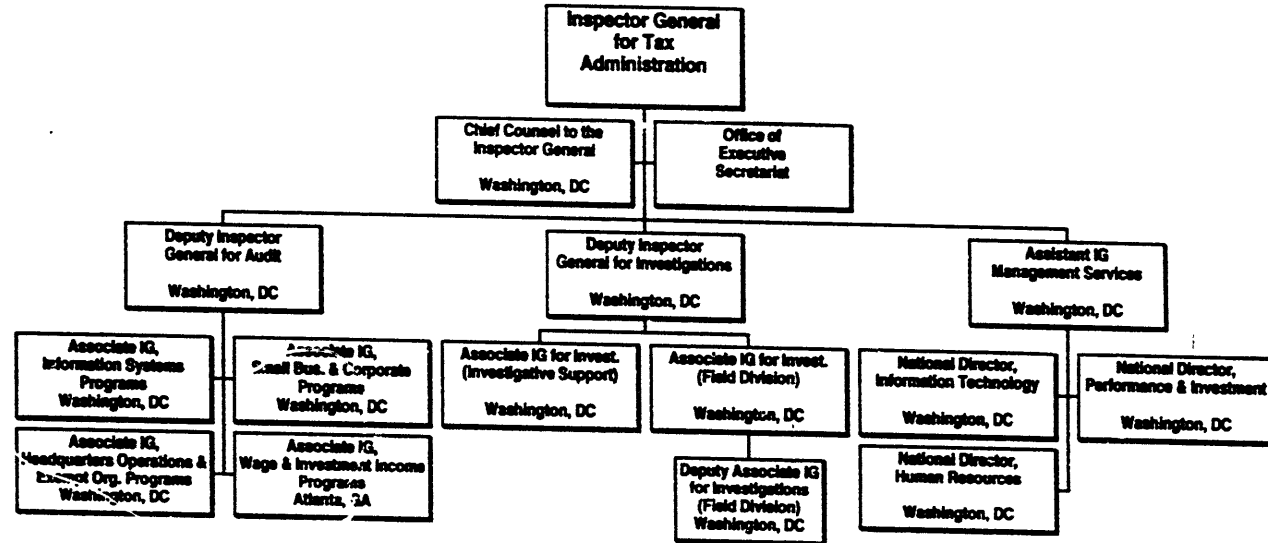 Inspector General
for Tax
Administration
Chief Counsel to the
Inspector General
Washington, DC
Office of
Executive
Secretariat
Deputy Inspector
General for Audit
Washington, DC
Deputy Inspector
General for Investigations
Washington, DC
Assistant IG
Management Services
Washington, DC
Associate IG,
Information Systems
Programs
Washington, DC
Associate IG,
Small Bus. & Corporate
Programs
Washington, DC
Associate IG for Invest.
(Investigative Support)
Washington, DC
Associate IG for Invest.
(Field Division)
Washington, DC
National Director,
Information Technology
Washington, DC
National Director,
Performance & Investment
Washington, DC
Associate IG,
Headquarters Operations &
Exempt Org. Programs
Washington, DC
Associate IG,
Wage & Investment Income
Programs
Atlanta, GA
Deputy Associate IG
for Investigations
(Field Division)
Washington, DC
National Director,
Human Resources
Washington, DC